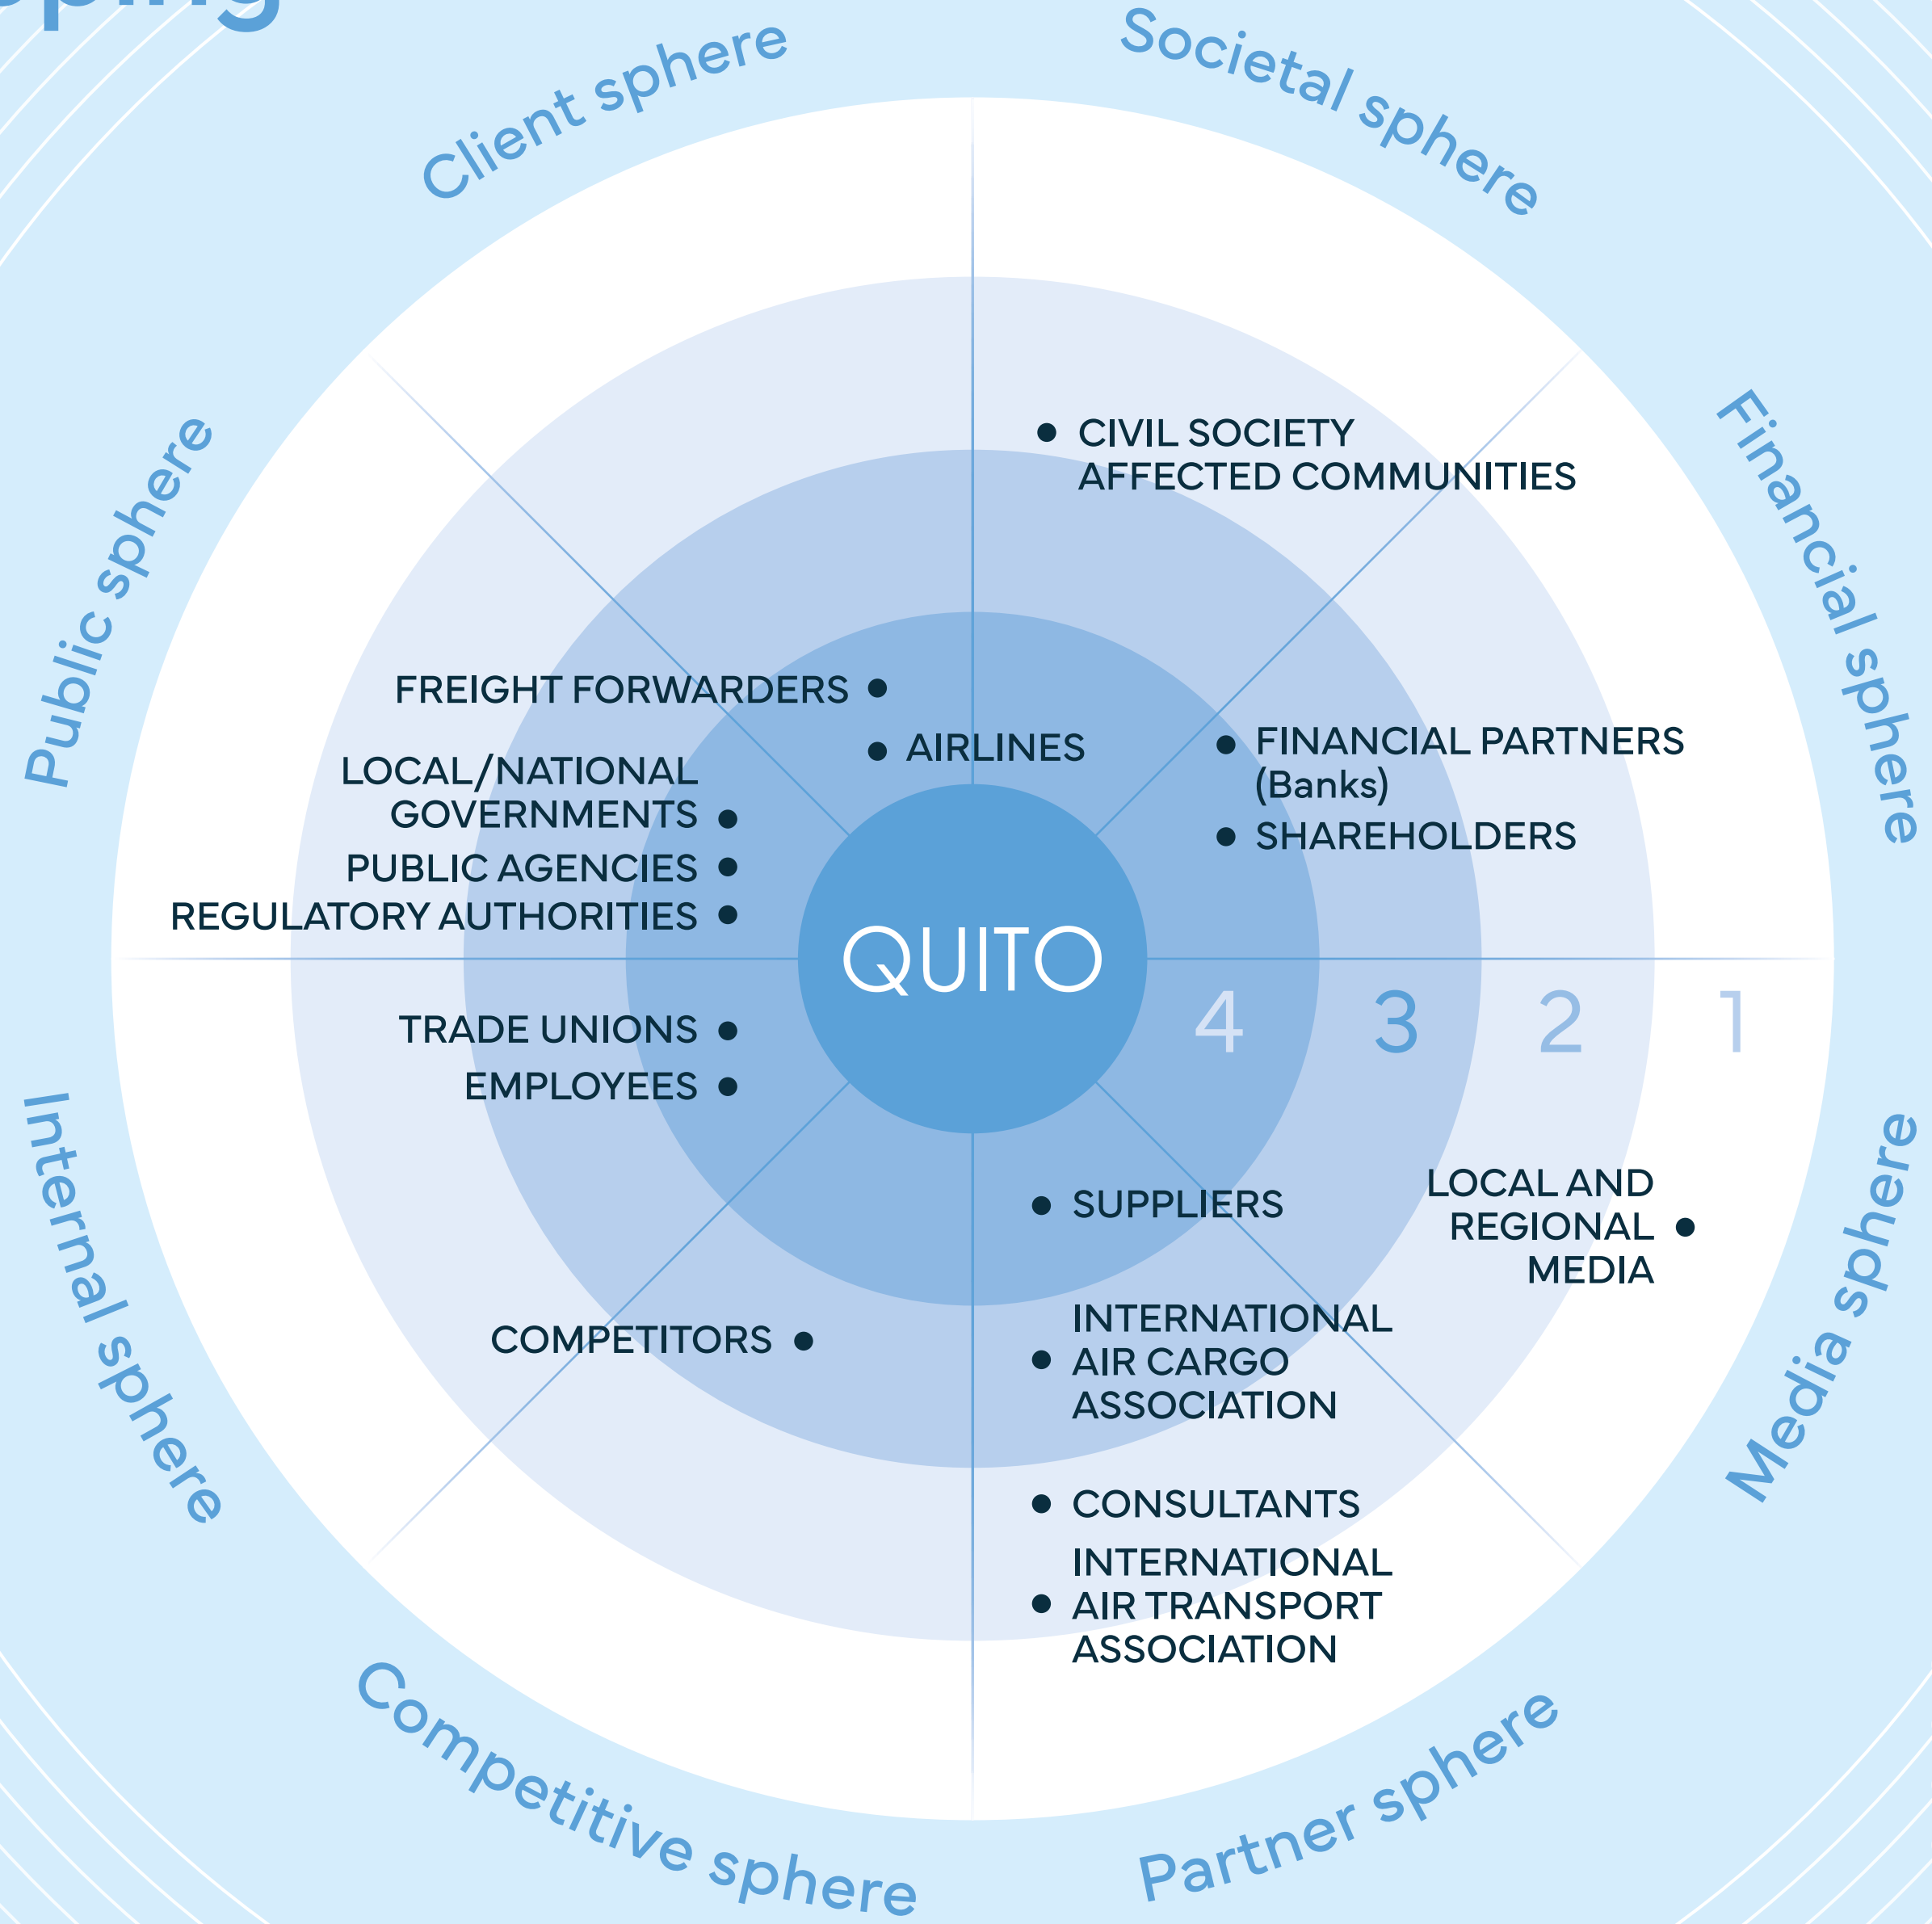 Client sphere
Societal sphere
Public sphere
Financial sphere
CIVIL SOCIETY
AFFECTED COMMUNITIES
FREIGHT FORWARDERS
AIRLINES
FINANCIAL PARTNERS
(Banks)
SHAREHOLDERS
LOCAL/NATIONAL
GOVERNMENTS
PUBLIC AGENCIES
REGULATORY AUTHORITIES
QUITO
4 3 2 1
TRADE UNIONS
EMPLOYEES
Internal sphere
Media sphere
SUPPLIERS
LOCAL AND
REGIONAL
MEDIA
COMPETITORS
INTERNATIONAL
AIR CARGO
ASSOCIATION
CONSULTANTS
INTERNATIONAL
AIR TRANSPORT
ASSOCIATION
Competitive sphere
Partner sphere